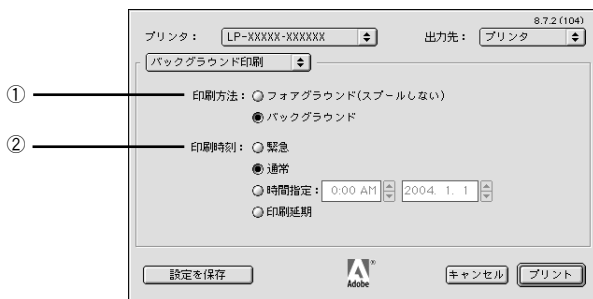 8.7.2 (104)
プリンタ： LP-XXXXX-XXXXXX 出力先： プリンタ
バックグラウンド印刷
① 印刷方法： フォアグラウンド(スプールしない)
バックグラウンド
② 印刷時刻： 緊急
通常
時間指定： 0:00 AM 2004. 1. 1
印刷延期
設定を保存 Adobe® キャンセル プリント